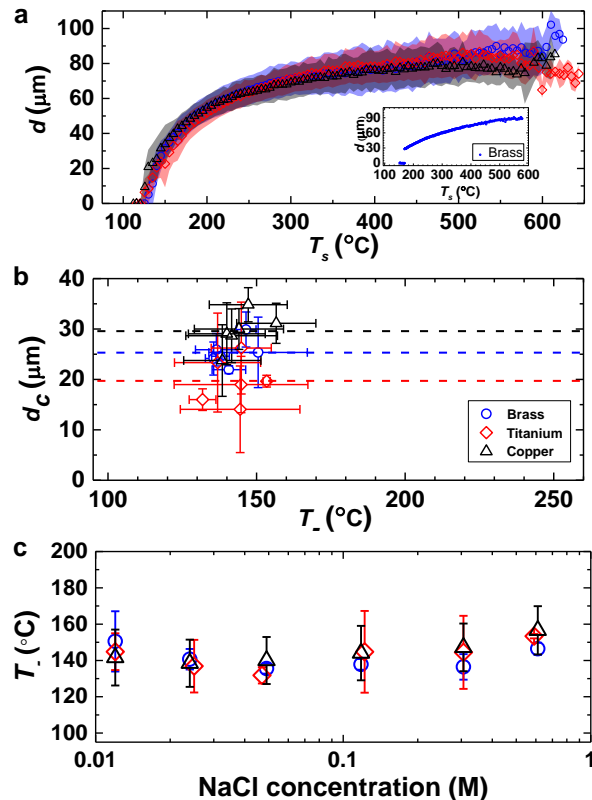 a
100
80
60
40
20
0
d (μm)
100 200 300 400 500 600
T_s (°C)
90
60
30
0
d (μm)
Brass
100 200 300 400 500 600
T_s (°C)
b
40
30
20
10
0
d_c (μm)
Brass
Titanium
Copper
100 150 200 250
T_- (°C)
c
200
180
160
140
120
100
T_- (°C)
0.01 0.1 1
NaCl concentration (M)